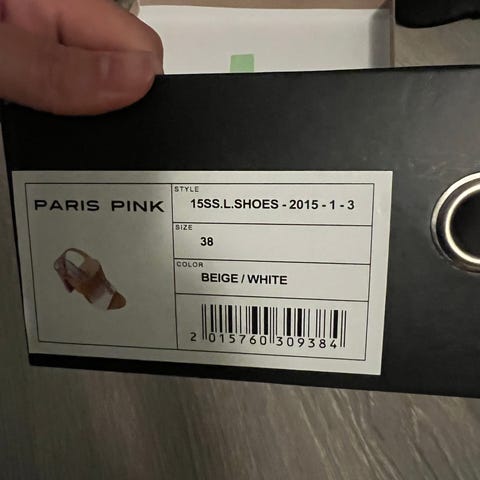 PARIS PINK
STYLE
15SS.L.SHOES - 2015 - 1 - 3
SIZE
38
COLOR
BEIGE / WHITE
2 015760 309384